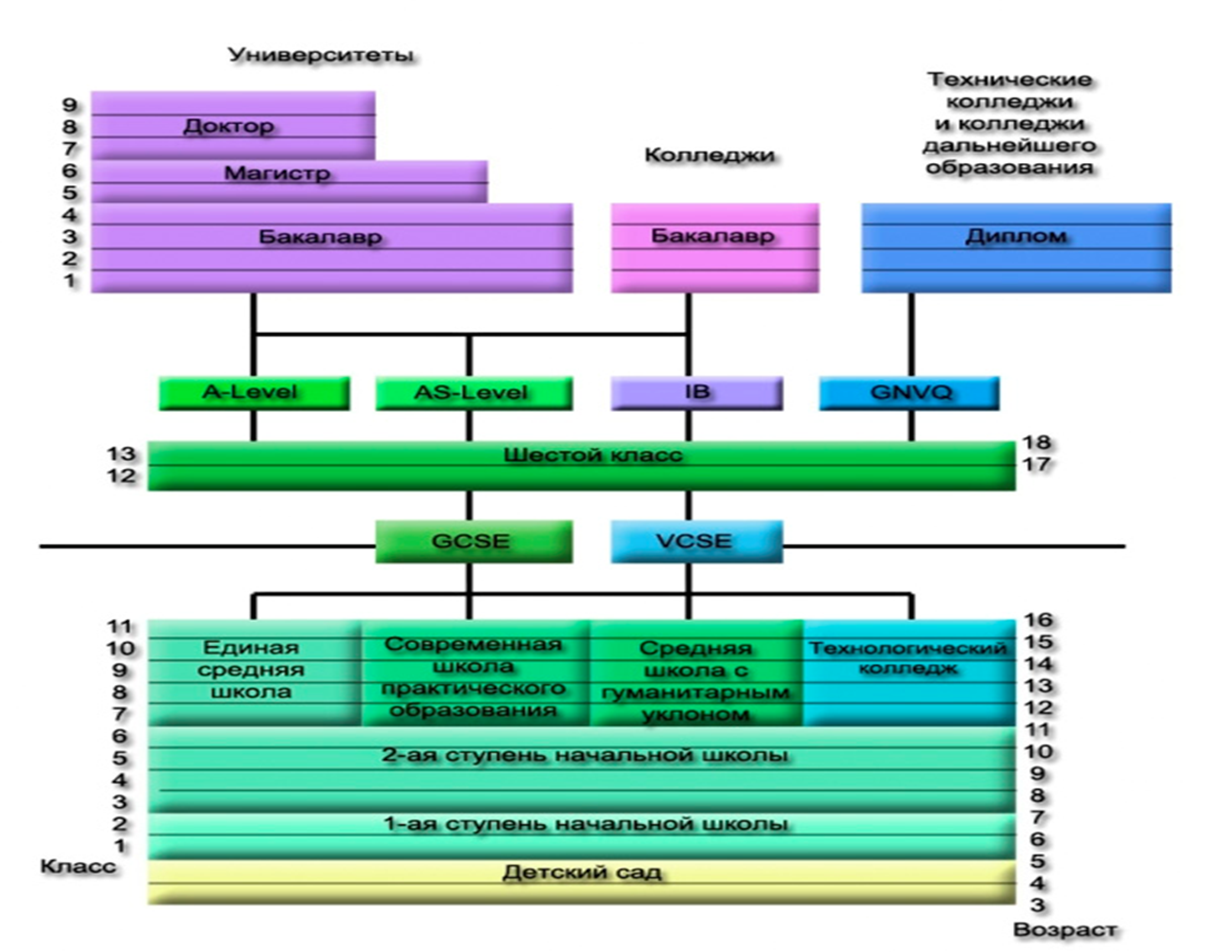 Университеты
Технические
колледжи
и колледжи
дальнейшего
образования
Колледжи
9
8
7
6
5
4
3
2
1
Доктор
Магистр
Бакалавр
Бакалавр
Диплом
A-Level
AS-Level
IB
GNVQ
13
12
Шестой класс
18
17
GCSE
VCSE
11
10
9
8
7
6
5
4
3
2
1
Класс
Единая
средняя
школа
Современная
школа
практического
образования
Средняя
школа с
гуманитарным
уклоном
Технологический
колледж
2-ая ступень начальной школы
1-ая ступень начальной школы
Детский сад
16
15
14
13
12
11
10
9
8
7
6
5
4
3
Возраст